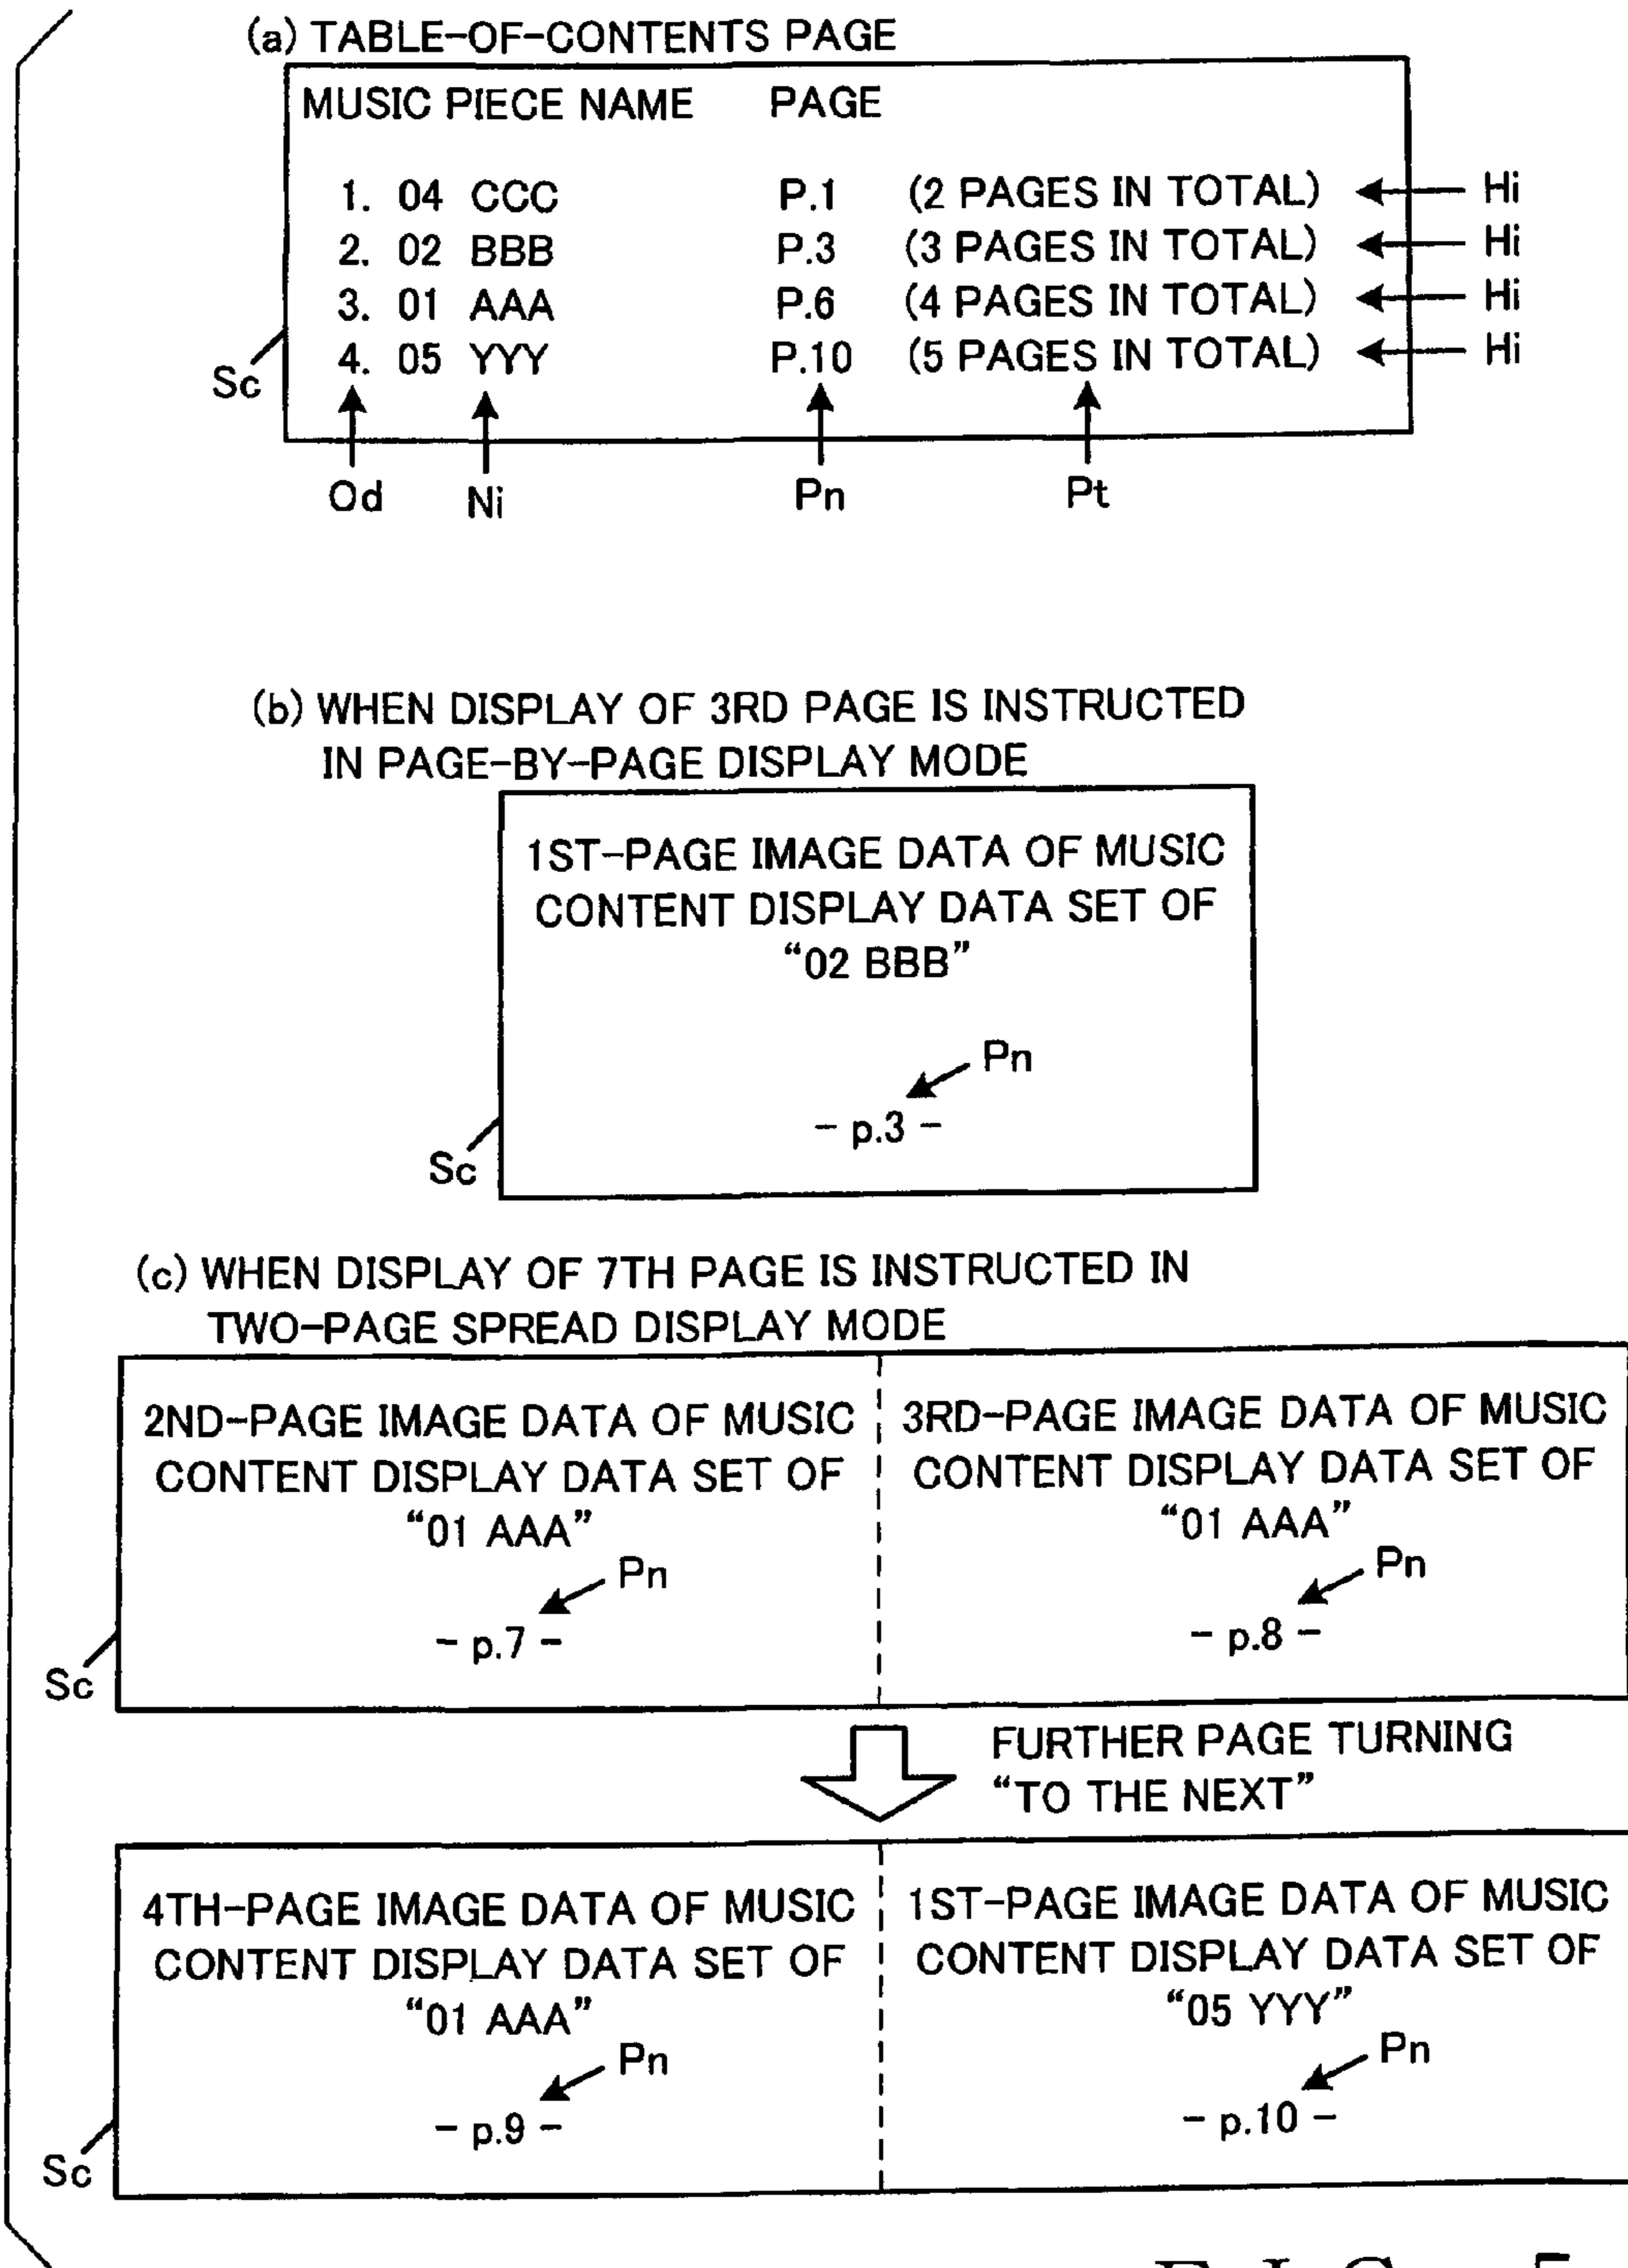 (a) TABLE-OF-CONTENTS PAGE
MUSIC PIECE NAME PAGE
1. 04 CCC P.1 (2 PAGES IN TOTAL) Hi
2. 02 BBB P.3 (3 PAGES IN TOTAL) Hi
3. 01 AAA P.6 (4 PAGES IN TOTAL) Hi
4. 05 YYY P.10 (5 PAGES IN TOTAL) Hi
Sc
Od Ni Pn Pt
(b) WHEN DISPLAY OF 3RD PAGE IS INSTRUCTED
IN PAGE-BY-PAGE DISPLAY MODE
1ST-PAGE IMAGE DATA OF MUSIC
CONTENT DISPLAY DATA SET OF
“02 BBB”
Pn
- p.3 -
Sc
(c) WHEN DISPLAY OF 7TH PAGE IS INSTRUCTED IN
TWO-PAGE SPREAD DISPLAY MODE
2ND-PAGE IMAGE DATA OF MUSIC
CONTENT DISPLAY DATA SET OF
“01 AAA”
Pn
- p.7 -
3RD-PAGE IMAGE DATA OF MUSIC
CONTENT DISPLAY DATA SET OF
“01 AAA”
Pn
- p.8 -
Sc
FURTHER PAGE TURNING
“TO THE NEXT”
4TH-PAGE IMAGE DATA OF MUSIC
CONTENT DISPLAY DATA SET OF
“01 AAA”
Pn
- p.9 -
1ST-PAGE IMAGE DATA OF MUSIC
CONTENT DISPLAY DATA SET OF
“05 YYY”
Pn
- p.10 -
Sc